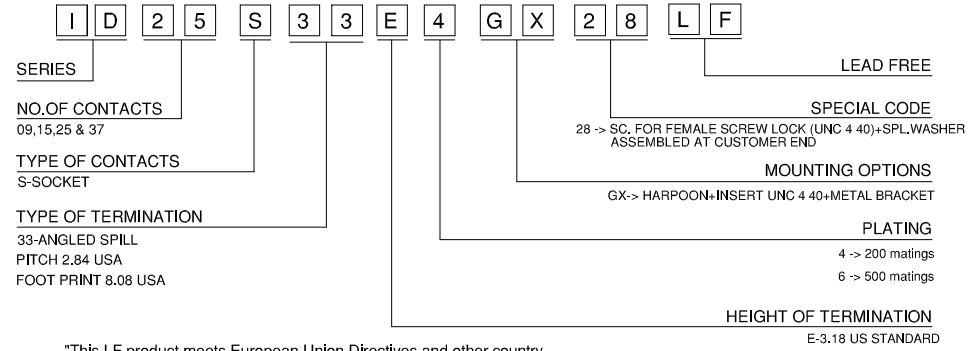 I D 2 5 S 3 3 E 4 G X 2 8 L F
SERIES
LEAD FREE
NO.OF CONTACTS
09,15,25 & 37
SPECIAL CODE
28 -> SC. FOR FEMALE SCREW LOCK (UNC 4 40)+SPL.WASHER
ASSEMBLED AT CUSTOMER END
TYPE OF CONTACTS
S-SOCKET
MOUNTING OPTIONS
GX-> HARPOON+INSERT UNC 4 40+METAL BRACKET
TYPE OF TERMINATION
33-ANGLED SPILL
PITCH 2.84 USA
FOOT PRINT 8.08 USA
PLATING
4 -> 200 matings
6 -> 500 matings
HEIGHT OF TERMINATION
E-3.18 US STANDARD
"This LF product meets European Union Directives and other country